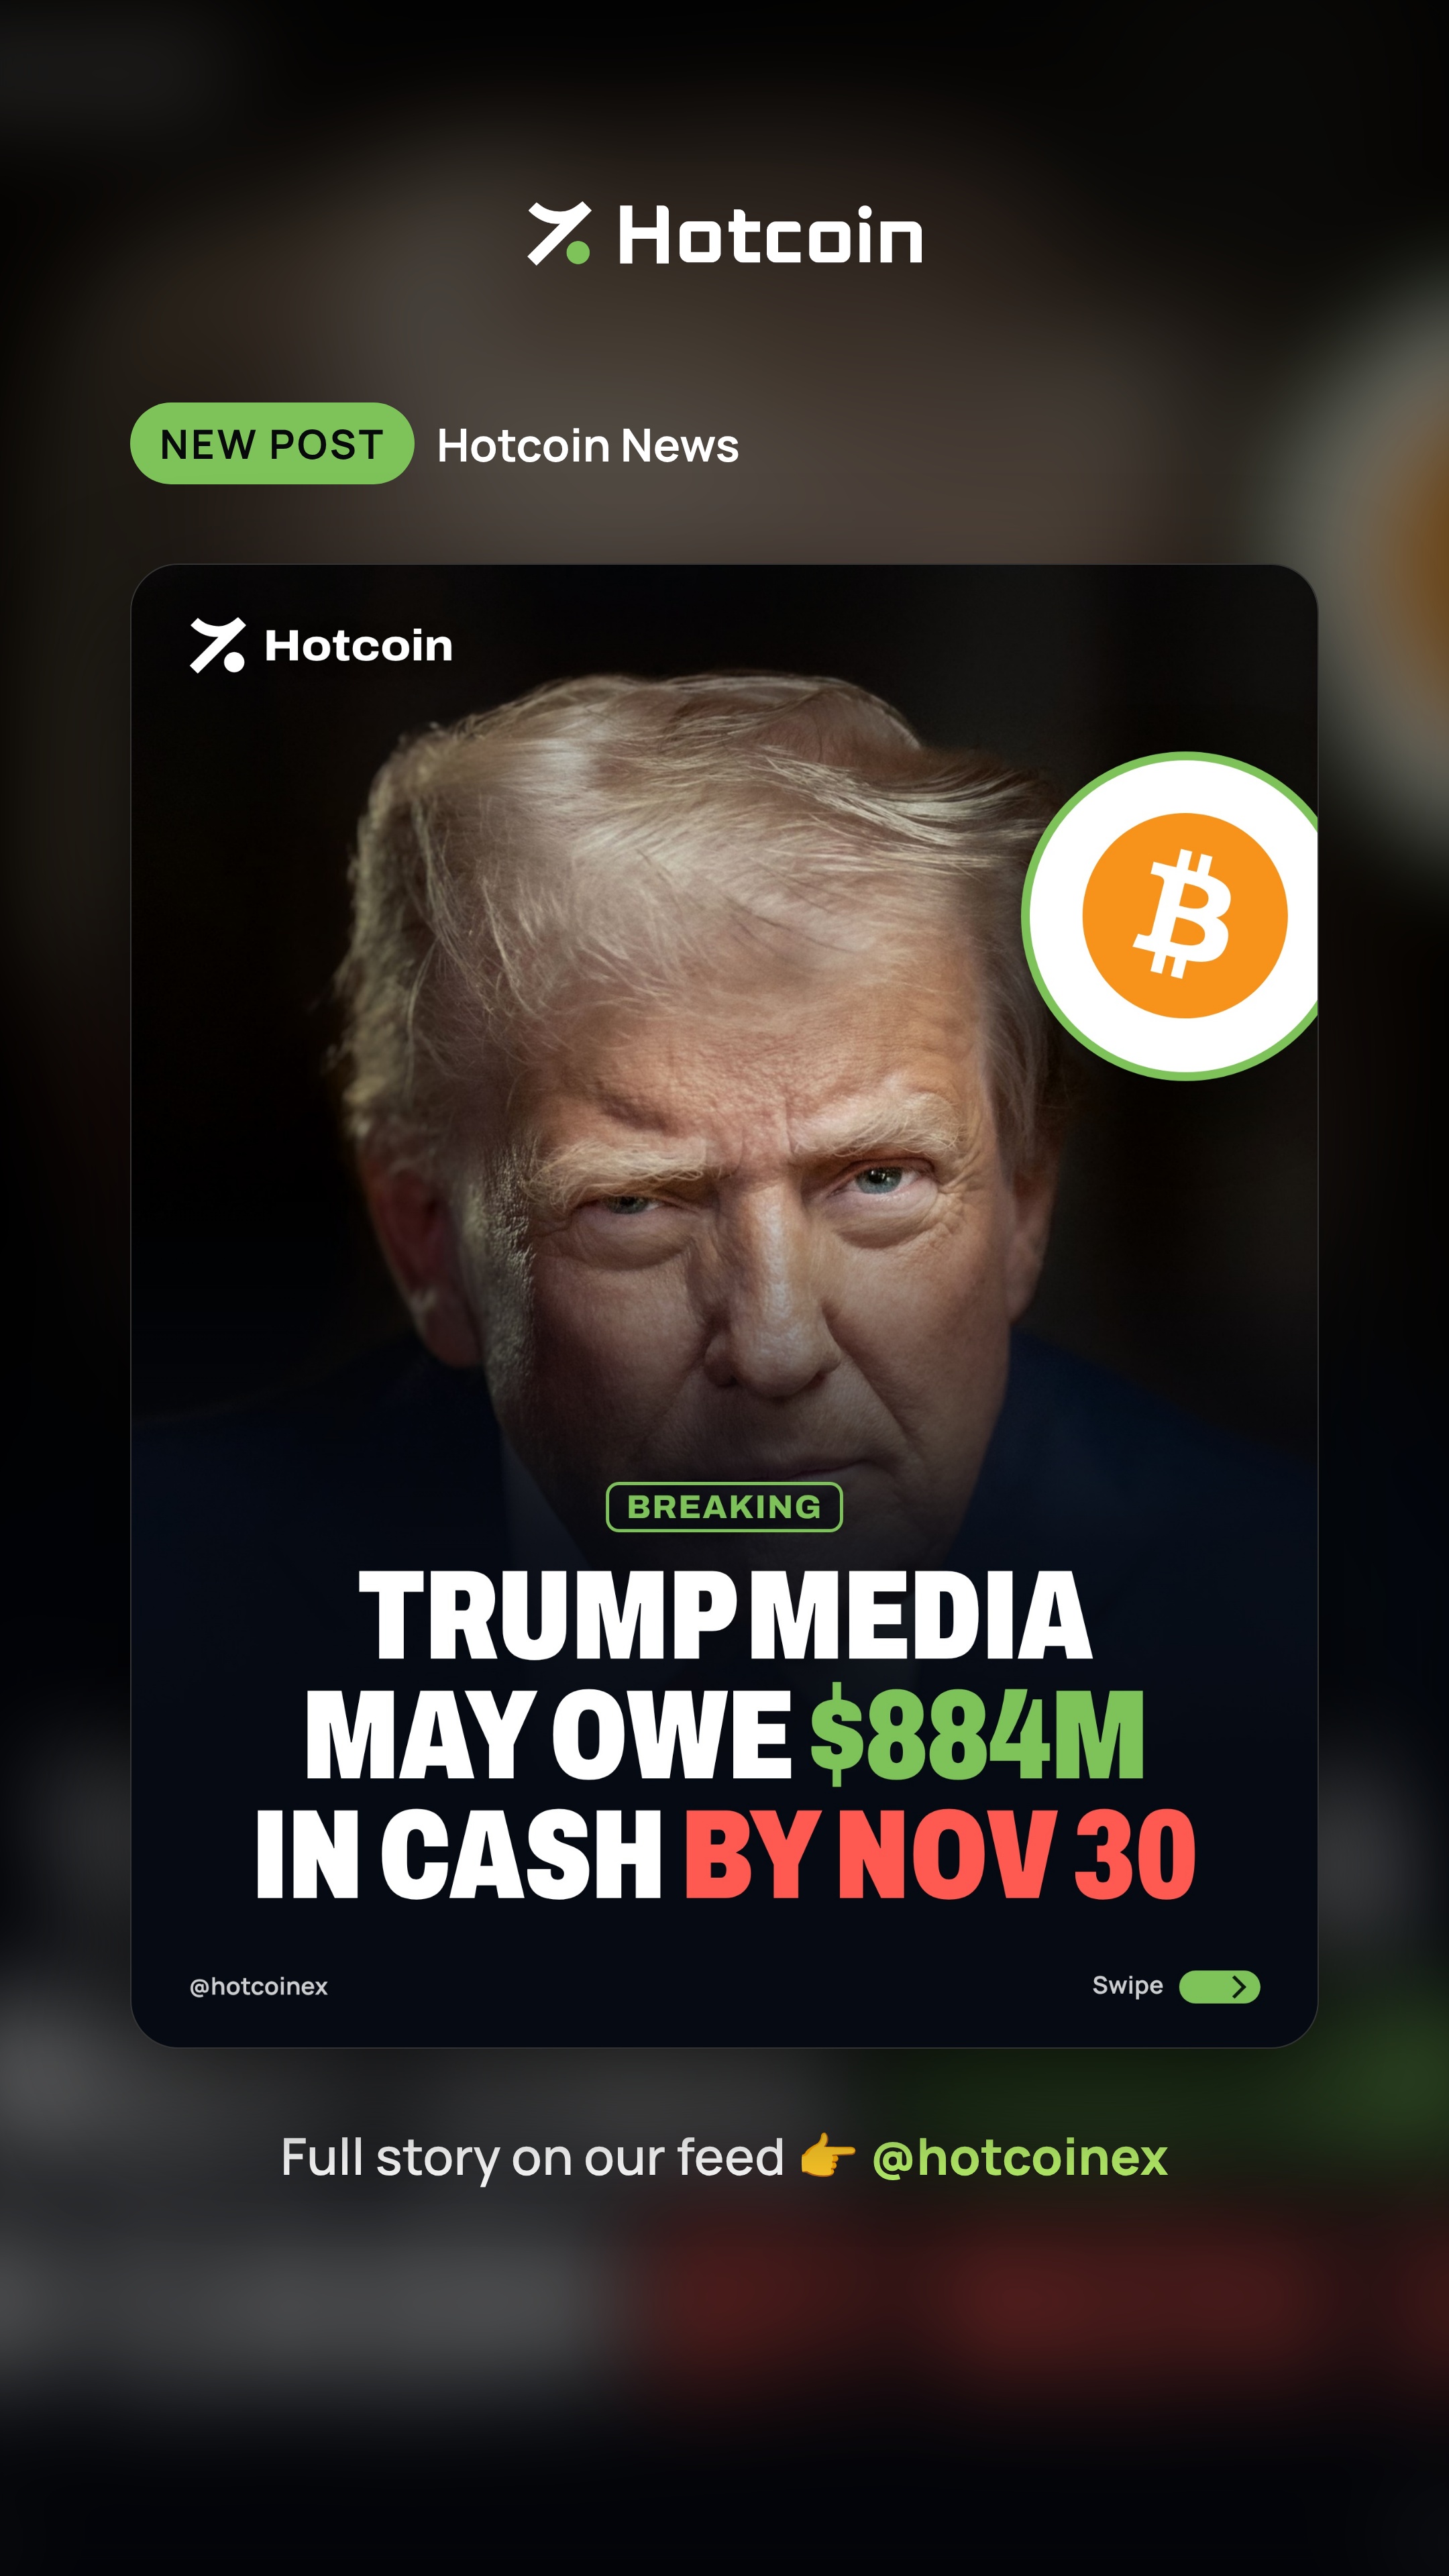 Hotcoin
NEW POST Hotcoin News
Hotcoin
BREAKING
TRUMP MEDIA
MAY OWE $884M
IN CASH BY NOV 30
@hotcoinex Swipe
Full story on our feed 👉 @hotcoinex